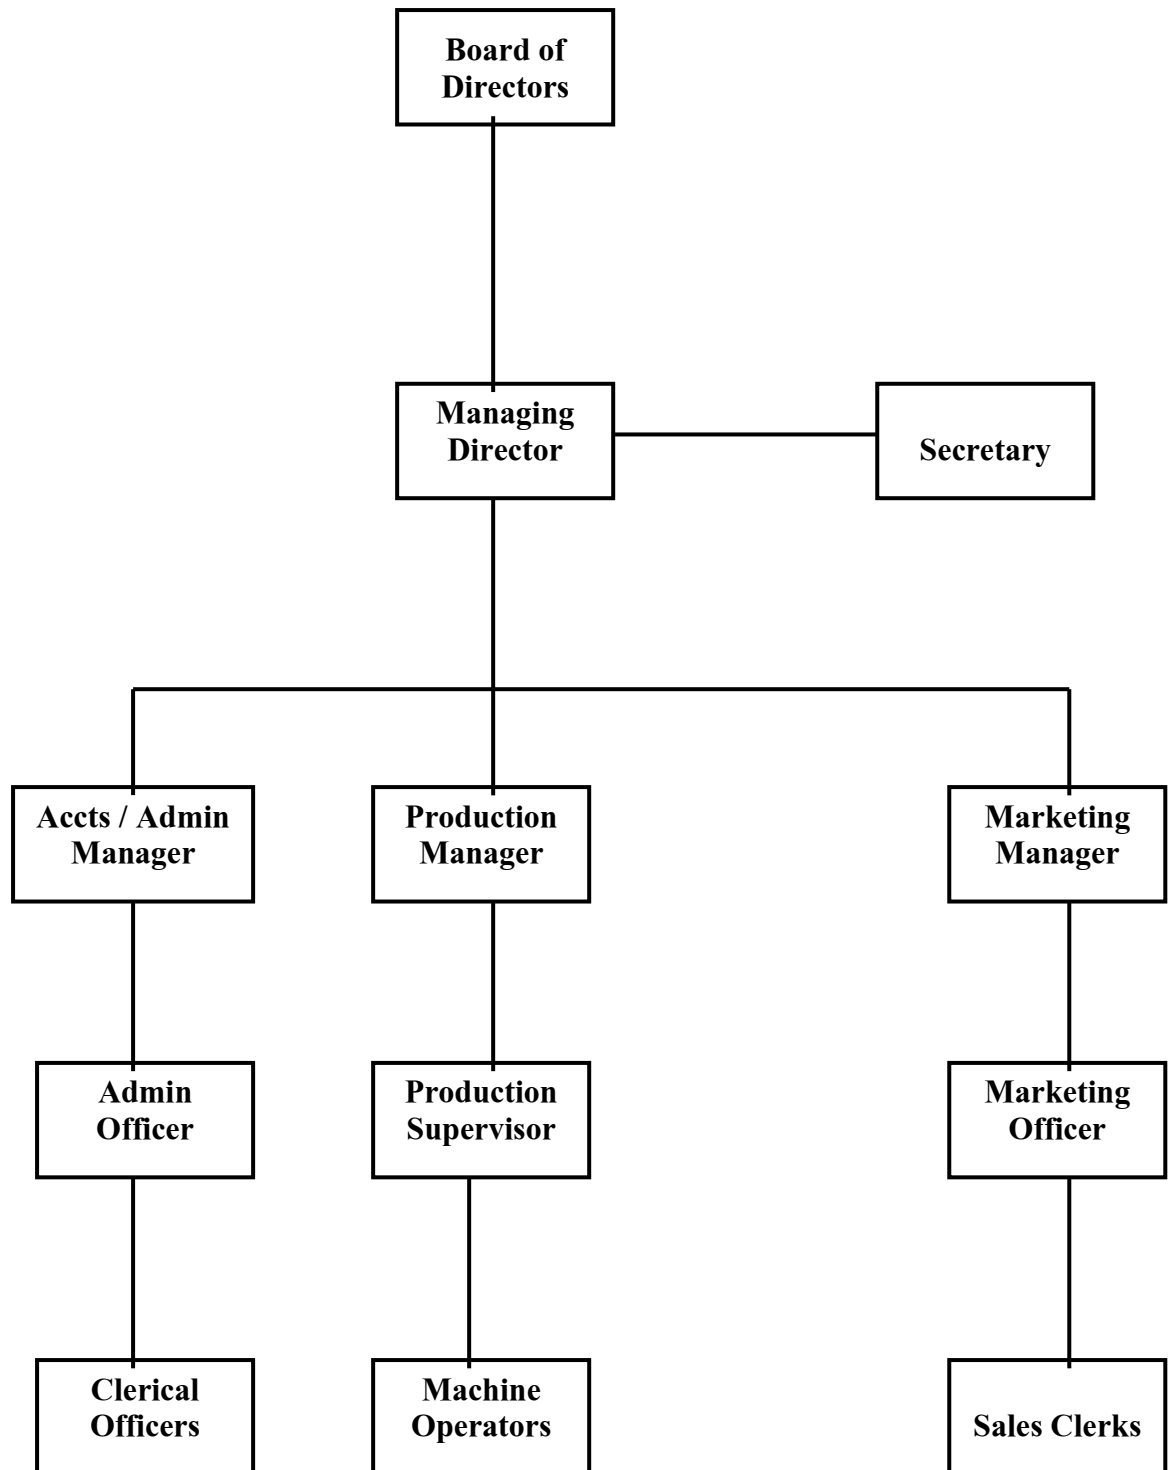 Board of
Directors
Managing
Director
Secretary
Accts / Admin
Manager
Production
Manager
Marketing
Manager
Admin
Officer
Production
Supervisor
Marketing
Officer
Clerical
Officers
Machine
Operators
Sales Clerks